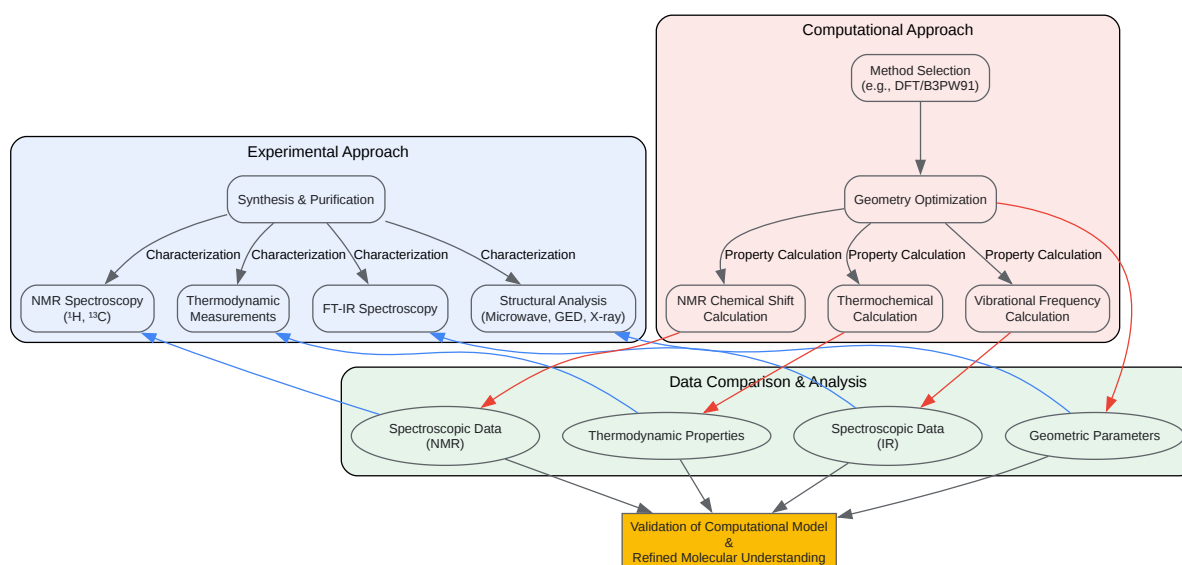 Computational Approach
Method Selection
(e.g., DFT/B3PW91)
Experimental Approach
Synthesis & Purification
Geometry Optimization
Characterization
Characterization
Characterization
Characterization
Property Calculation
Property Calculation
Property Calculation
NMR Spectroscopy
(¹H, ¹³C)
Thermodynamic
Measurements
FT-IR Spectroscopy
Structural Analysis
(Microwave, GED, X-ray)
NMR Chemical Shift
Calculation
Thermochemical
Calculation
Vibrational Frequency
Calculation
Data Comparison & Analysis
Spectroscopic Data
(NMR)
Thermodynamic Properties
Spectroscopic Data
(IR)
Geometric Parameters
Validation of Computational Model
&
Refined Molecular Understanding